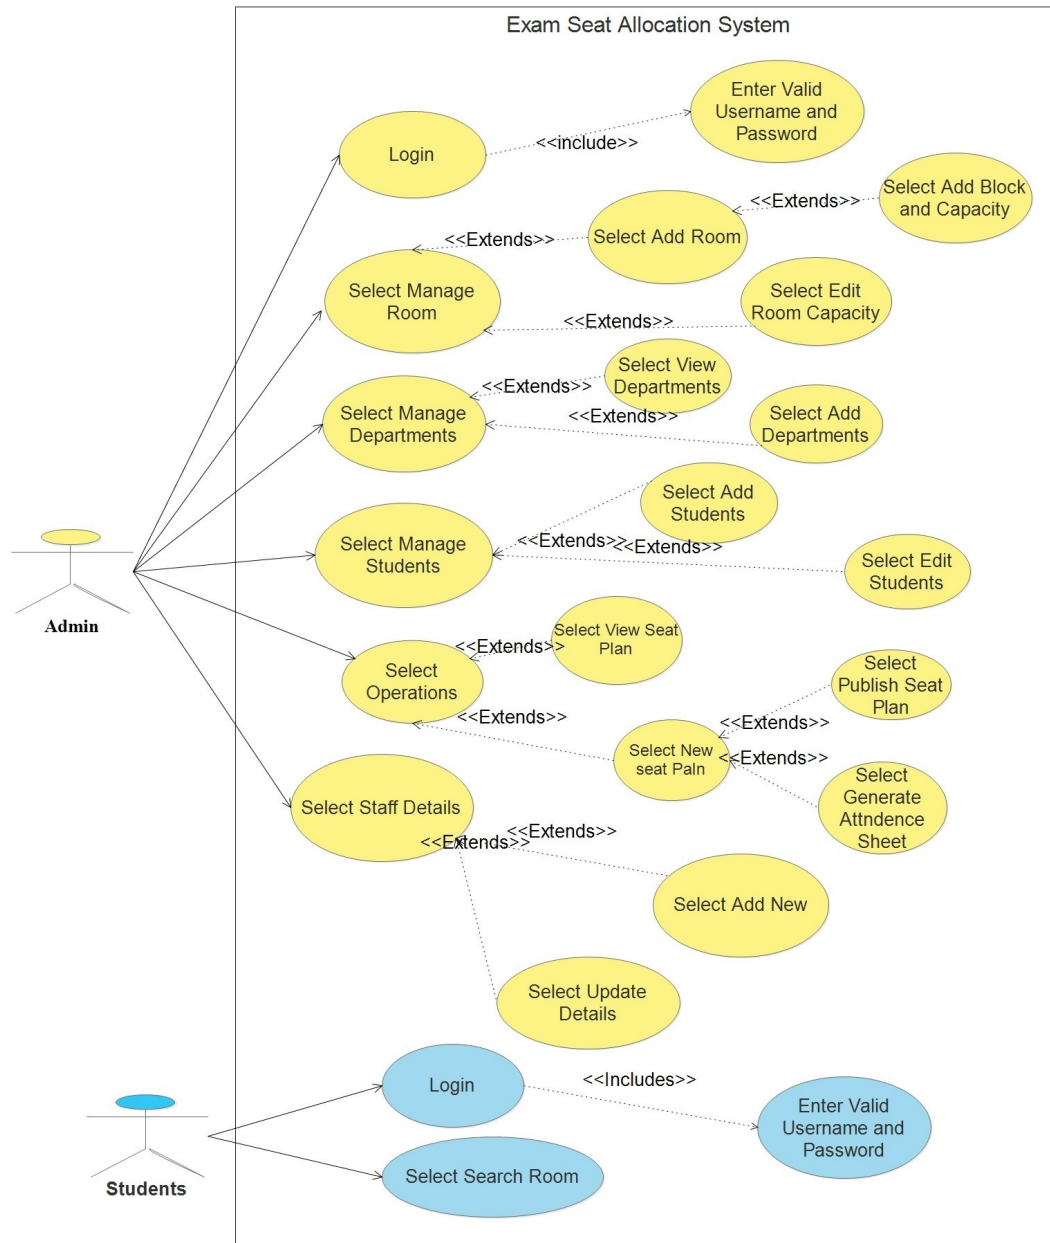 Exam Seat Allocation System
Enter Valid
Username and
Password
<<include>>
Login
Select Add Block
and Capacity
<<Extends>>
Select Add Room
<<Extends>>
Select Manage
Room
Select Edit
Room Capacity
<<Extends>>
Select View
Departments
<<Extends>>
Select Manage
Departments
<<Extends>>
Select Add
Departments
Select Add
Students
<<Extends>>
<<Extends>>
Select Manage
Students
Select Edit
Students
Admin
Select View Seat
Plan
<<Extends>>
Select
Operations
Select
Publish Seat
Plan
<<Extends>>
<<Extends>>
Select New
seat Paln
<<Extends>>
Select
Generate
Attndence
Sheet
Select Staff Details
<<Extends>>
<<Extends>>
Select Add New
Select Update
Details
Login
<<Includes>>
Enter Valid
Username and
Password
Students
Select Search Room